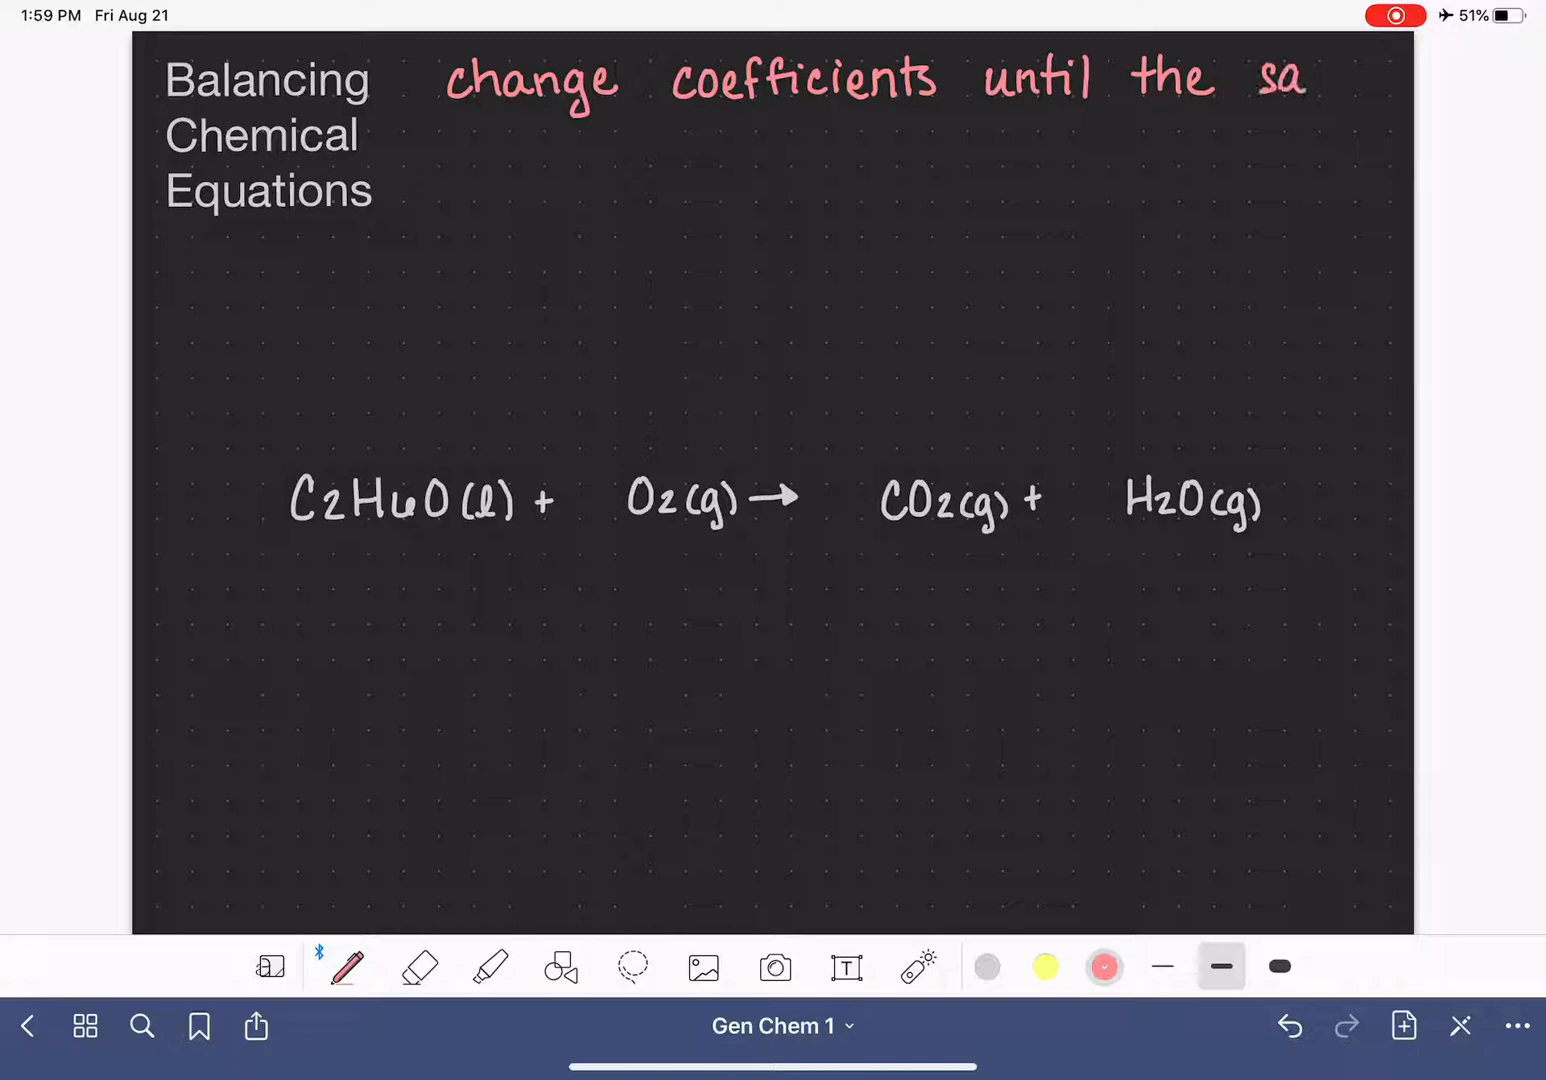 1:59 PM Fri Aug 21
51%
Balancing change coefficients until the sa
Chemical
Equations
C2H6O(l) + O2(g) → CO2(g) + H2O(g)
T
Gen Chem 1